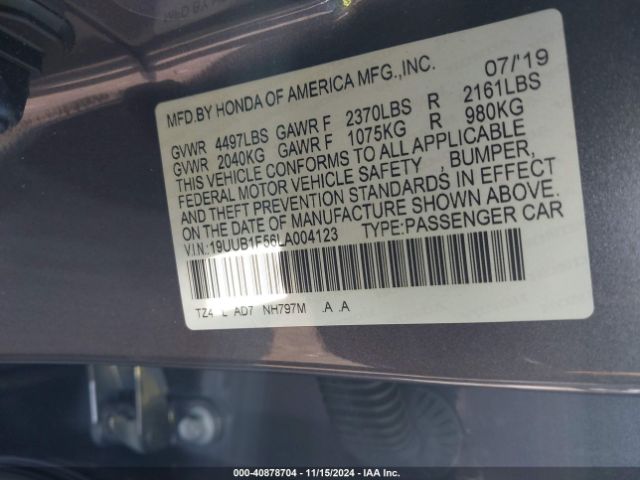 MFD.BY HONDA OF AMERICA MFG.,INC. 07/'19
GVWR 4497LBS GAWR F 2370LBS R 2161LBS
GVWR 2040KG GAWR F 1075KG R 980KG
THIS VEHICLE CONFORMS TO ALL APPLICABLE
FEDERAL MOTOR VEHICLE SAFETY , BUMPER,
AND THEFT PREVENTION STANDARDS IN EFFECT
ON THE DATE OF MANUFACTURE SHOWN ABOVE.
V.I.N.:19UUB1F56LA004123 TYPE:PASSENGER CAR
TZ4 L AD7 NH797M .A .A
000-40878704 - 11/15/2024 - IAA Inc.